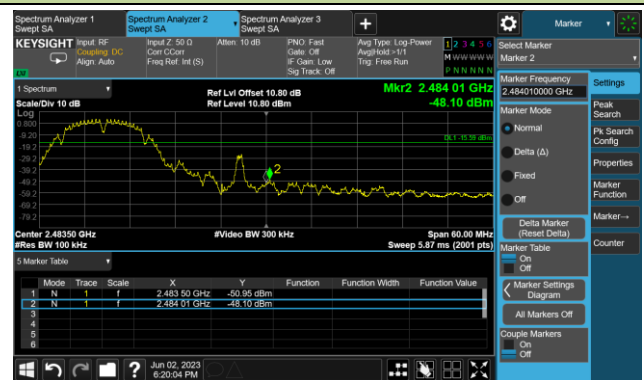 Spectrum Analyzer 1
Swept SA
Spectrum Analyzer 2
Swept SA
Spectrum Analyzer 3
Swept SA
+
Marker
KEYSIGHT
Input: RF
Coupling: DC
Align: Auto
Input Z: 50 Ω
Corr CCorr
Freq Ref: Int (S)
Atten: 10 dB
PNO: Fast
Gate: Off
IF Gain: Low
Sig Track: Off
Avg Type: Log-Power
Avg|Hold:>1/1
Trig: Free Run
1 2 3 4 5 6
M W W W W W
P N N N N N
LXI
Select Marker
Marker 2
1 Spectrum
Scale/Div 10 dB
Log
Ref Lvl Offset 10.80 dB
Ref Level 10.80 dBm
Mkr2 2.484 01 GHz
-48.10 dBm
0.800
-9.20
-19.2
-29.2
-39.2
-49.2
-59.2
-69.2
-79.2
DL1 -15.59 dBm
2
Center 2.48350 GHz
#Res BW 100 kHz
#Video BW 300 kHz
Span 60.00 MHz
Sweep 5.87 ms (2001 pts)
5 Marker Table
Mode Trace Scale X Y Function Function Width Function Value
1 N 1 f 2.483 50 GHz -50.95 dBm
2 N 1 f 2.484 01 GHz -48.10 dBm
3
4
5
6
Marker Frequency
2.484010000 GHz
Marker Mode
Normal
Delta (Δ)
Fixed
Off
Delta Marker
(Reset Delta)
Marker Table
On
Off
Marker Settings
Diagram
All Markers Off
Couple Markers
On
Off
Settings
Peak
Search
Pk Search
Config
Properties
Marker
Function
Marker→
Counter
?
Jun 02, 2023
6:20:04 PM